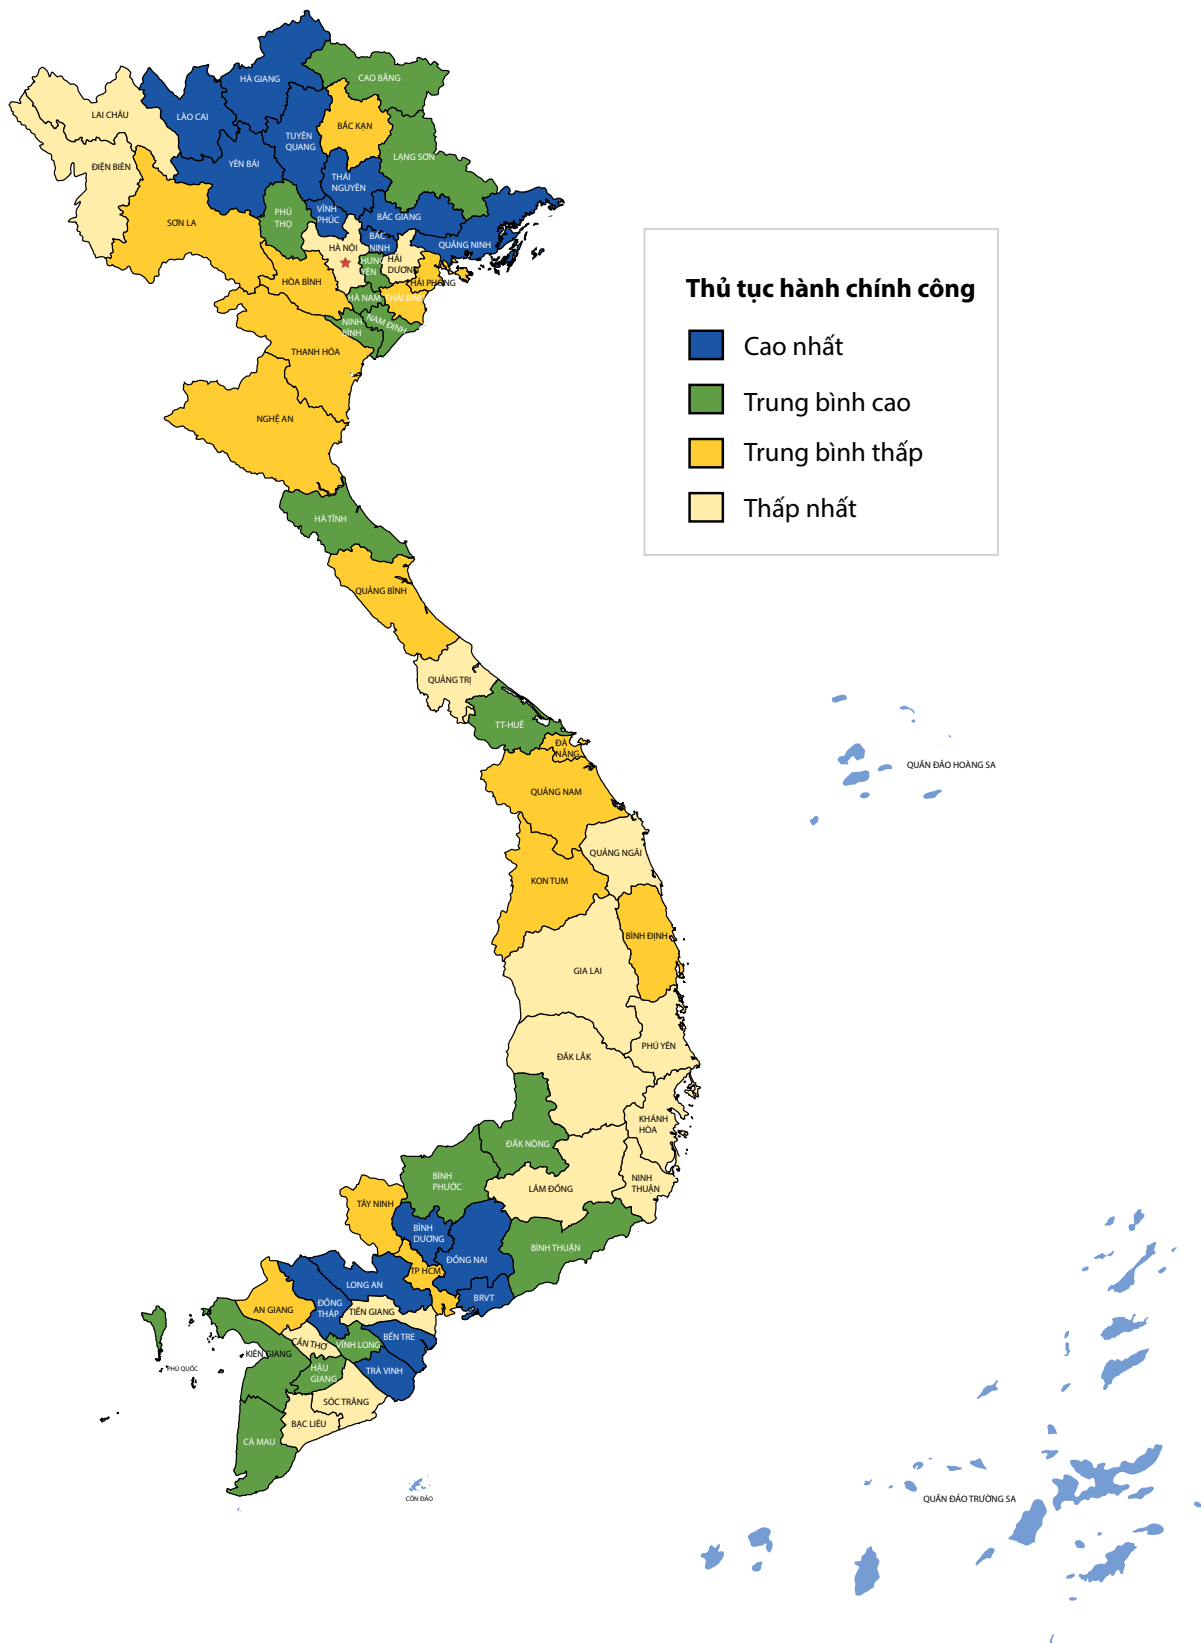 HÀ GIANG
CAO BẰNG
LAI CHÂU
LÀO CAI
BẮC KẠN
TUYÊN
QUANG
LẠNG SƠN
ĐIỆN BIÊN
YÊN BÁI
THÁI
NGUYÊN
PHÚ
THỌ
VĨNH
PHÚC
BẮC GIANG
SƠN LA
BẮC
NINH
QUẢNG NINH
HÀ NỘI
HƯNG
YÊN
HẢI
DƯƠNG
HÒA BÌNH
HẢI PHÒNG
HÀ NAM
THÁI BÌNH
NINH
BÌNH
NAM ĐỊNH
THANH HÓA
NGHỆ AN
HÀ TĨNH
QUẢNG BÌNH
QUẢNG TRỊ
TT-HUẾ
ĐÀ
NẴNG
QUẢNG NAM
QUẢNG NGÃI
KON TUM
BÌNH ĐỊNH
GIA LAI
PHÚ YÊN
ĐẮK LẮK
KHÁNH
HÒA
ĐẮK NÔNG
BÌNH
PHƯỚC
LÂM ĐỒNG
NINH
THUẬN
TÂY NINH
BÌNH
DƯƠNG
BÌNH THUẬN
ĐỒNG NAI
TP HCM
LONG AN
BRVT
AN GIANG
ĐỒNG
THÁP
TIỀN GIANG
CẦN THƠ
VĨNH LONG
BẾN TRE
KIÊN GIANG
PHÚ QUỐC
HẬU
GIANG
TRÀ VINH
SÓC TRĂNG
BẠC LIÊU
CÀ MAU
CÔN ĐẢO
Thủ tục hành chính công
Cao nhất
Trung bình cao
Trung bình thấp
Thấp nhất
QUẦN ĐẢO HOÀNG SA
QUẦN ĐẢO TRƯỜNG SA